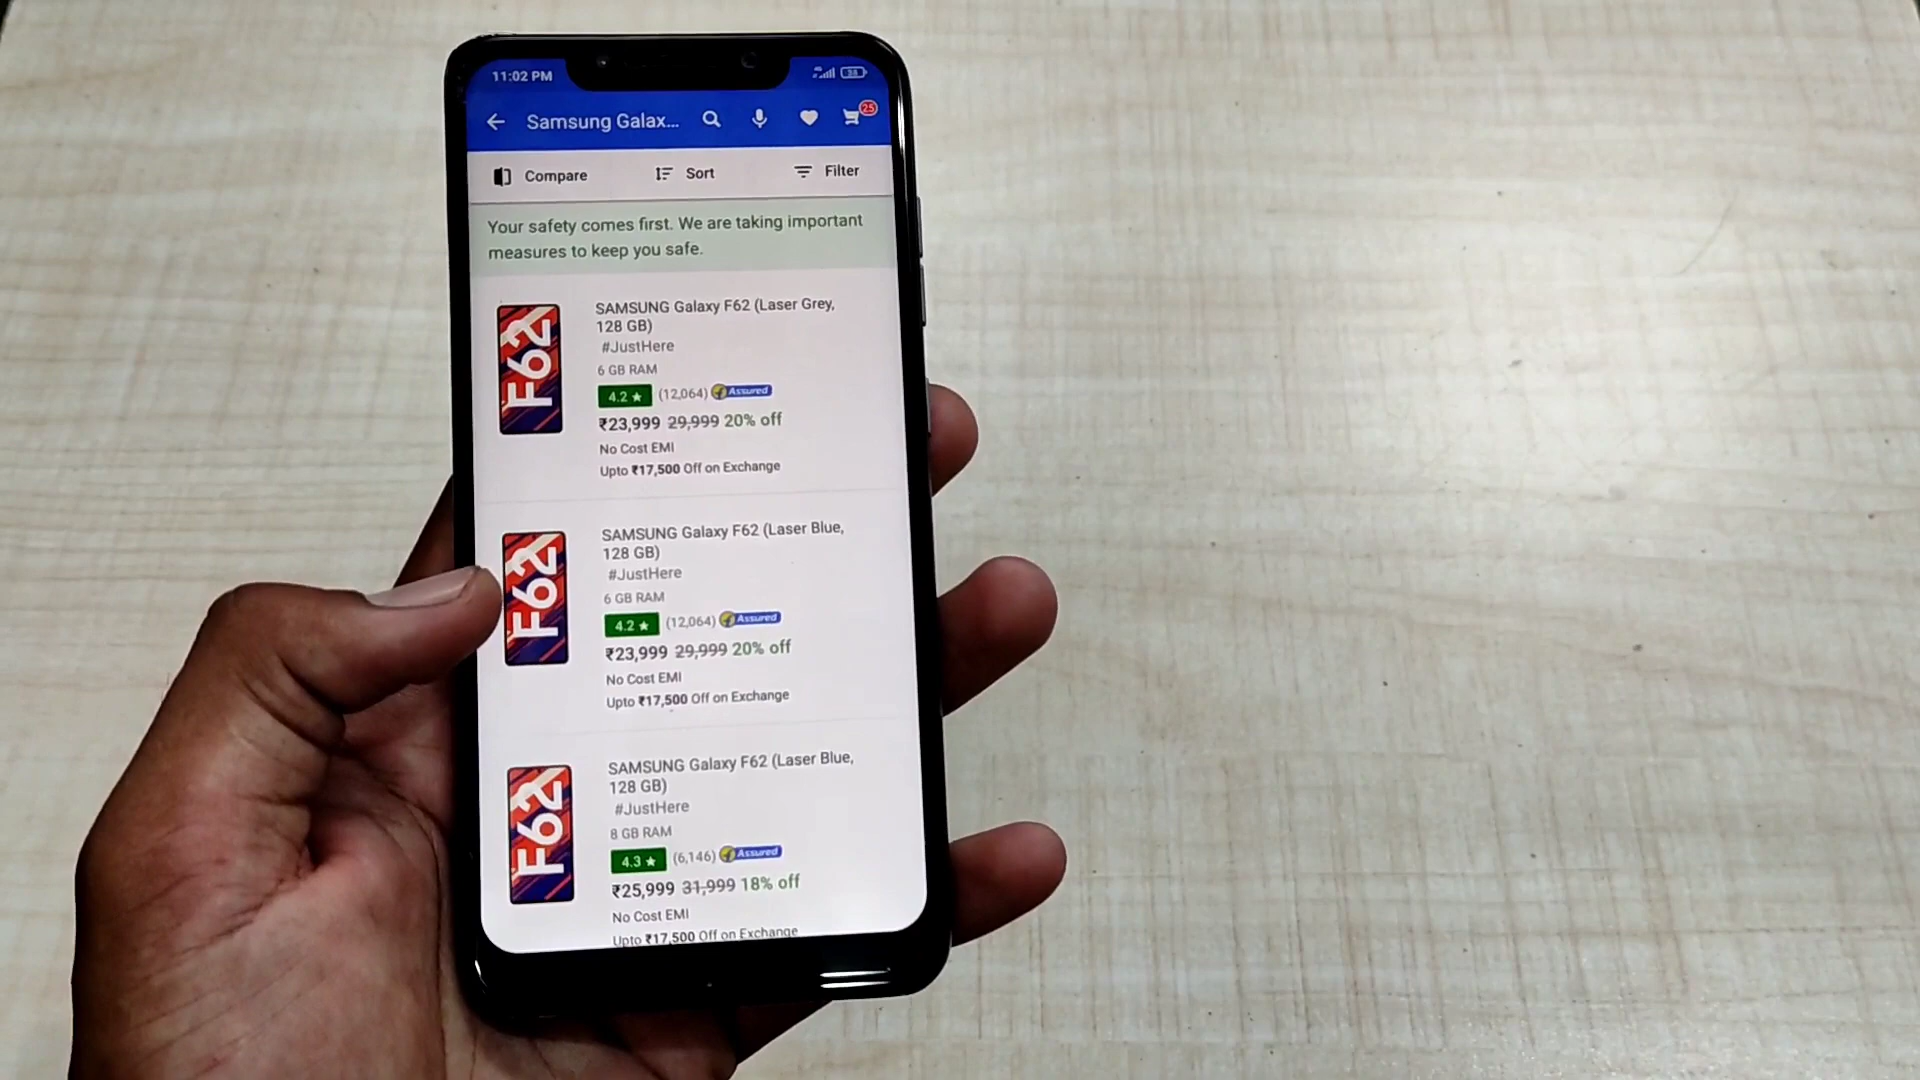 11:02 PM
Samsung Galax...
25
Compare
Sort
Filter
Your safety comes first. We are taking important
measures to keep you safe.
F62
SAMSUNG Galaxy F62 (Laser Grey,
128 GB)
#JustHere
6 GB RAM
4.2 ★ (12,064) Assured
₹23,999 29,999 20% off
No Cost EMI
Upto ₹17,500 Off on Exchange
F62
SAMSUNG Galaxy F62 (Laser Blue,
128 GB)
#JustHere
6 GB RAM
4.2 ★ (12,064) Assured
₹23,999 29,999 20% off
No Cost EMI
Upto ₹17,500 Off on Exchange
F62
SAMSUNG Galaxy F62 (Laser Blue,
128 GB)
#JustHere
8 GB RAM
4.3 ★ (6,146) Assured
₹25,999 31,999 18% off
No Cost EMI
Upto ₹17,500 Off on Exchange